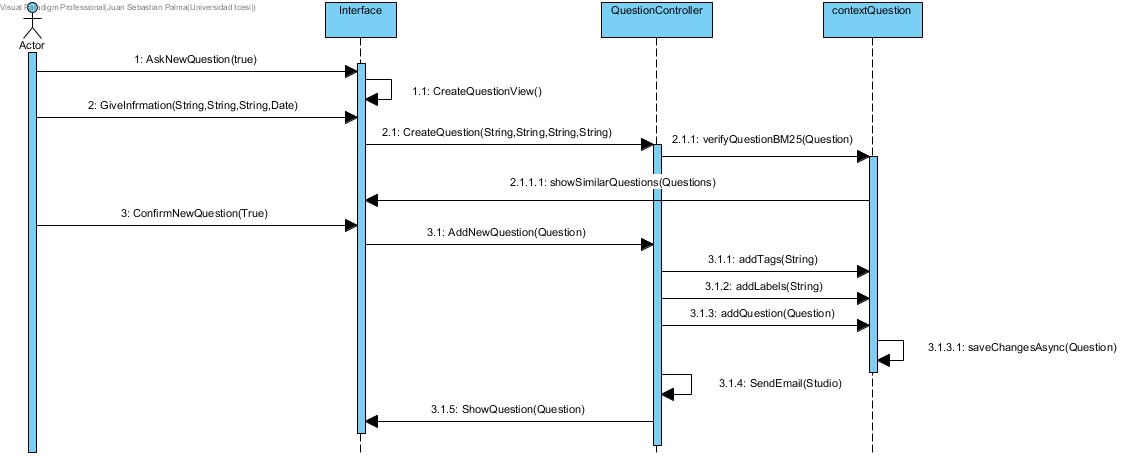 Visual Paradigm Professional(Juan Sebastian Palma(Universidad Icesi))
Interface
QuestionController
contextQuestion
Actor
1: AskNewQuestion(true)
1.1: CreateQuestionView()
2: GiveInfrmation(String,String,String,Date)
2.1: CreateQuestion(String,String,String,String)
2.1.1: verifyQuestionBM25(Question)
2.1.1.1: showSimilarQuestions(Questions)
3: ConfirmNewQuestion(True)
3.1: AddNewQuestion(Question)
3.1.1: addTags(String)
3.1.2: addLabels(String)
3.1.3: addQuestion(Question)
3.1.3.1: saveChangesAsync(Question)
3.1.4: SendEmail(Studio)
3.1.5: ShowQuestion(Question)